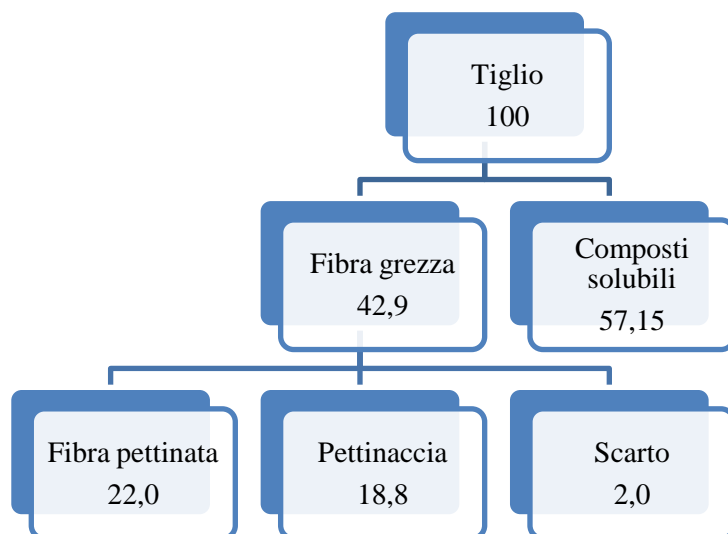 Tiglio
100
Fibra grezza
42,9
Composti
solubili
57,15
Fibra pettinata
22,0
Pettinaccia
18,8
Scarto
2,0